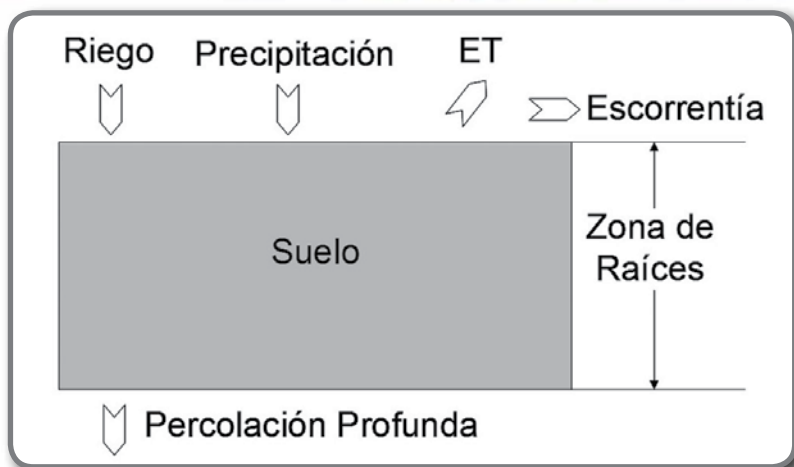 Riego Precipitación ET
Escorrentía
Suelo
Zona de
Raíces
Percolación Profunda